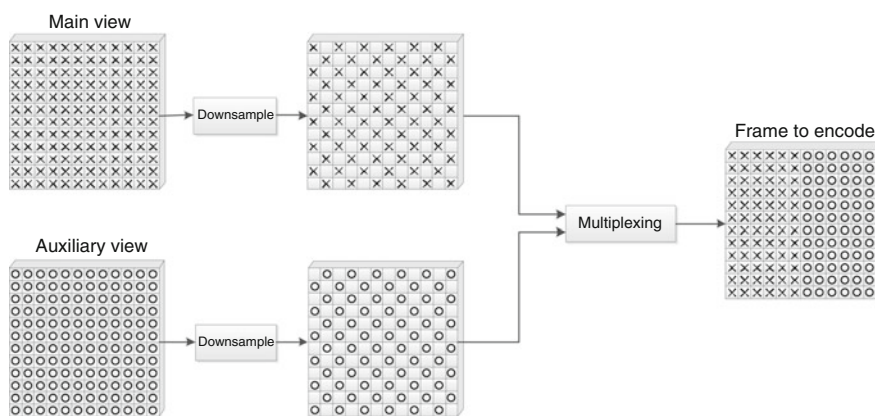 Main view
Downsample
Frame to encode
Multiplexing
Auxiliary view
Downsample